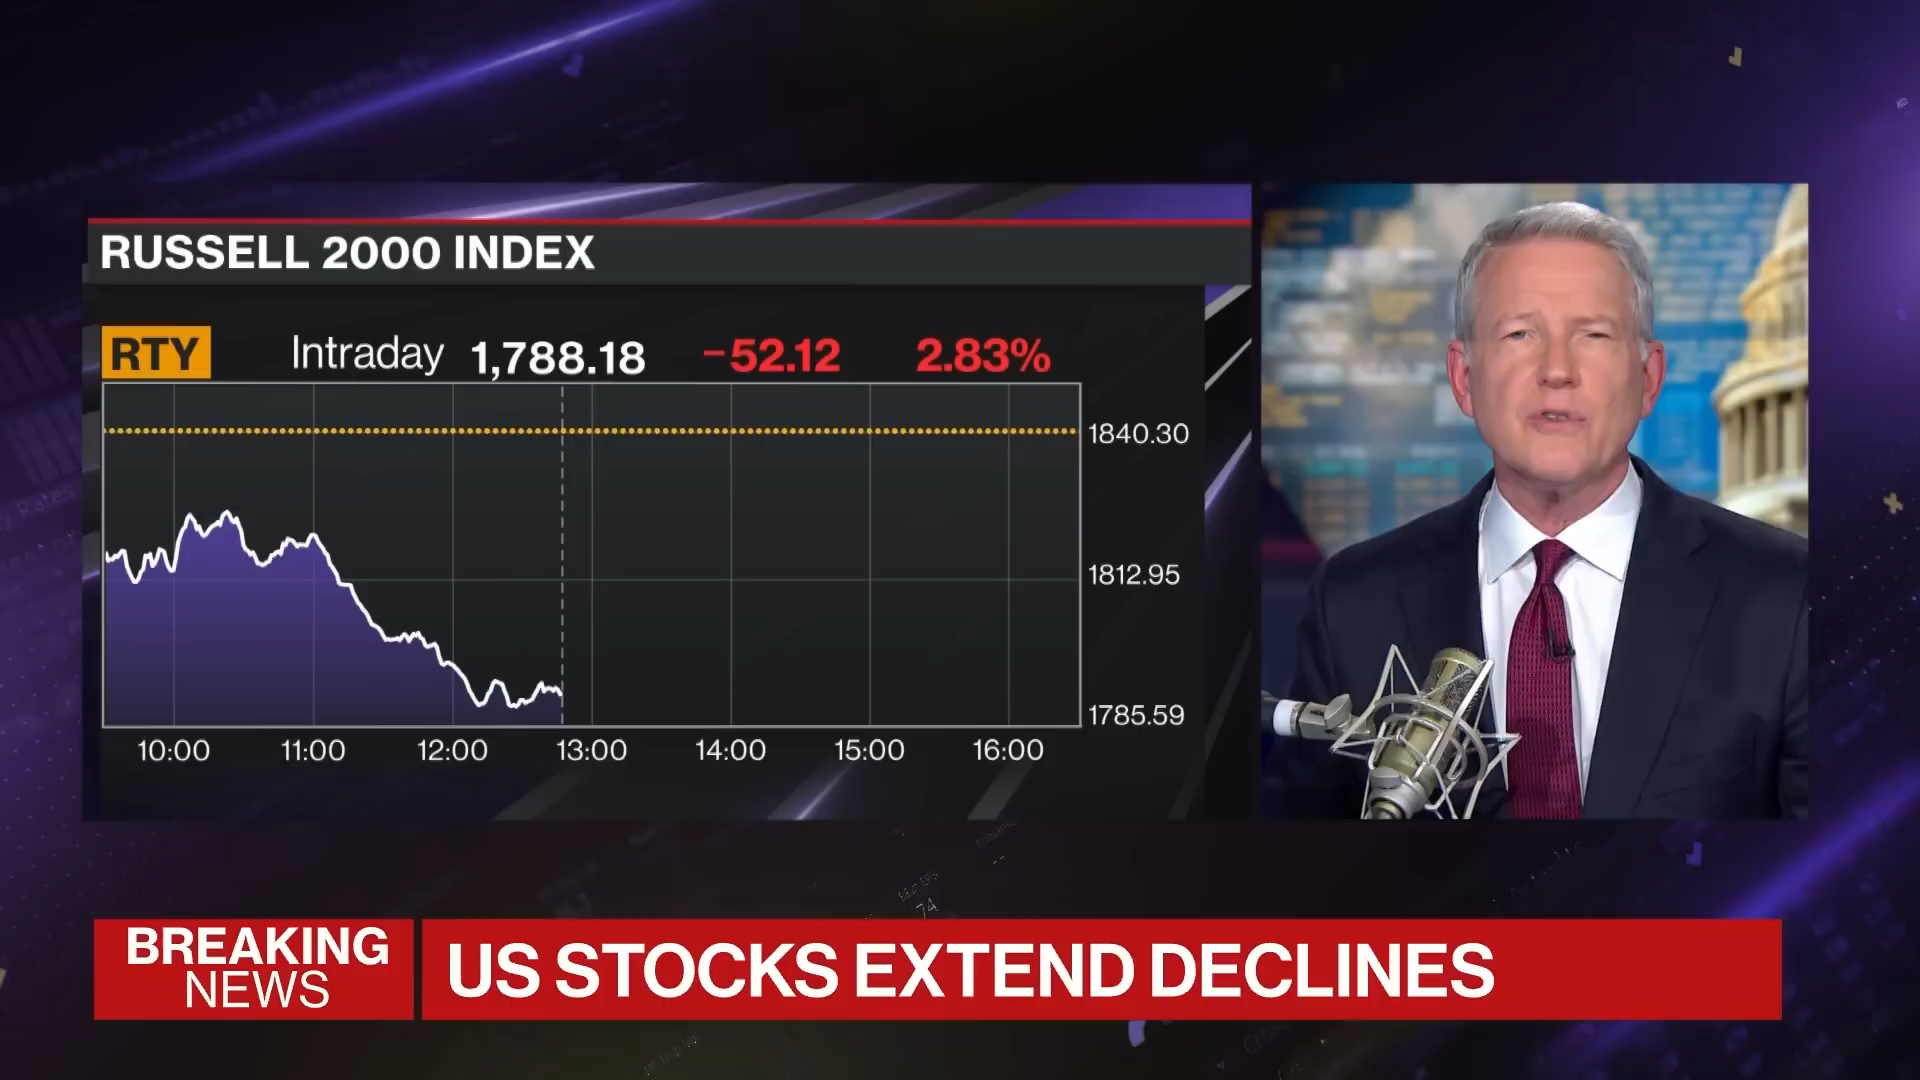 RUSSELL 2000 INDEX
RTY Intraday 1,788.18 -52.12 2.83%
1840.30
1812.95
1785.59
10:00 11:00 12:00 13:00 14:00 15:00 16:00
74
BREAKING
NEWS
US STOCKS EXTEND DECLINES